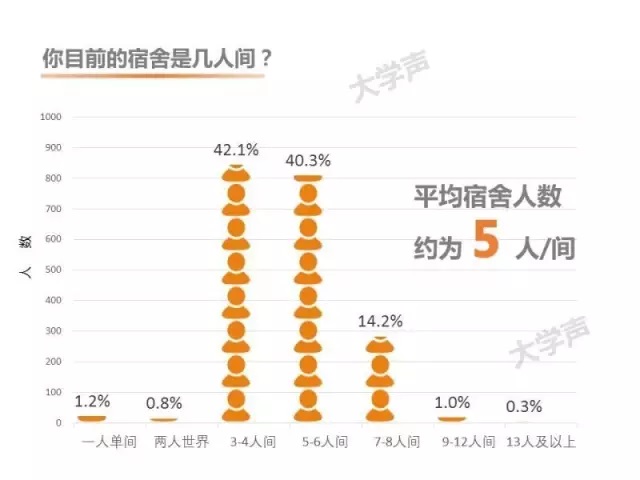 你目前的宿舍是几人间？
大学声
1000
900
800
700
600
500
400
300
200
100
0
人 数
42.1%
40.3%
14.2%
1.2%
0.8%
1.0%
0.3%
平均宿舍人数
约为 5 人/间
大学声
一人单间 两人世界 3-4人间 5-6人间 7-8人间 9-12人间 13人及以上